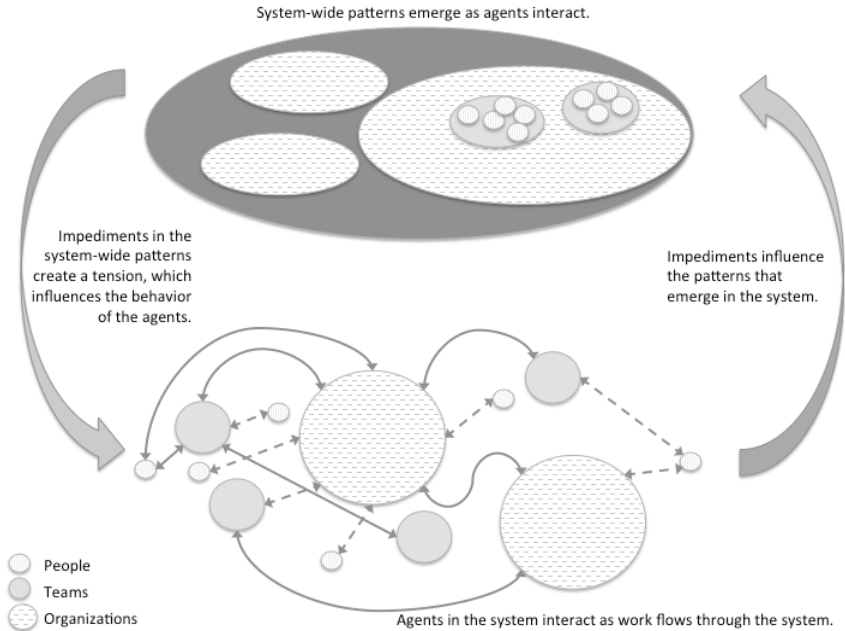 System-wide patterns emerge as agents interact.
Impediments in the
system-wide patterns
create a tension, which
influences the behavior
of the agents.
Impediments influence
the patterns that
emerge in the system.
People
Teams
Organizations
Agents in the system interact as work flows through the system.